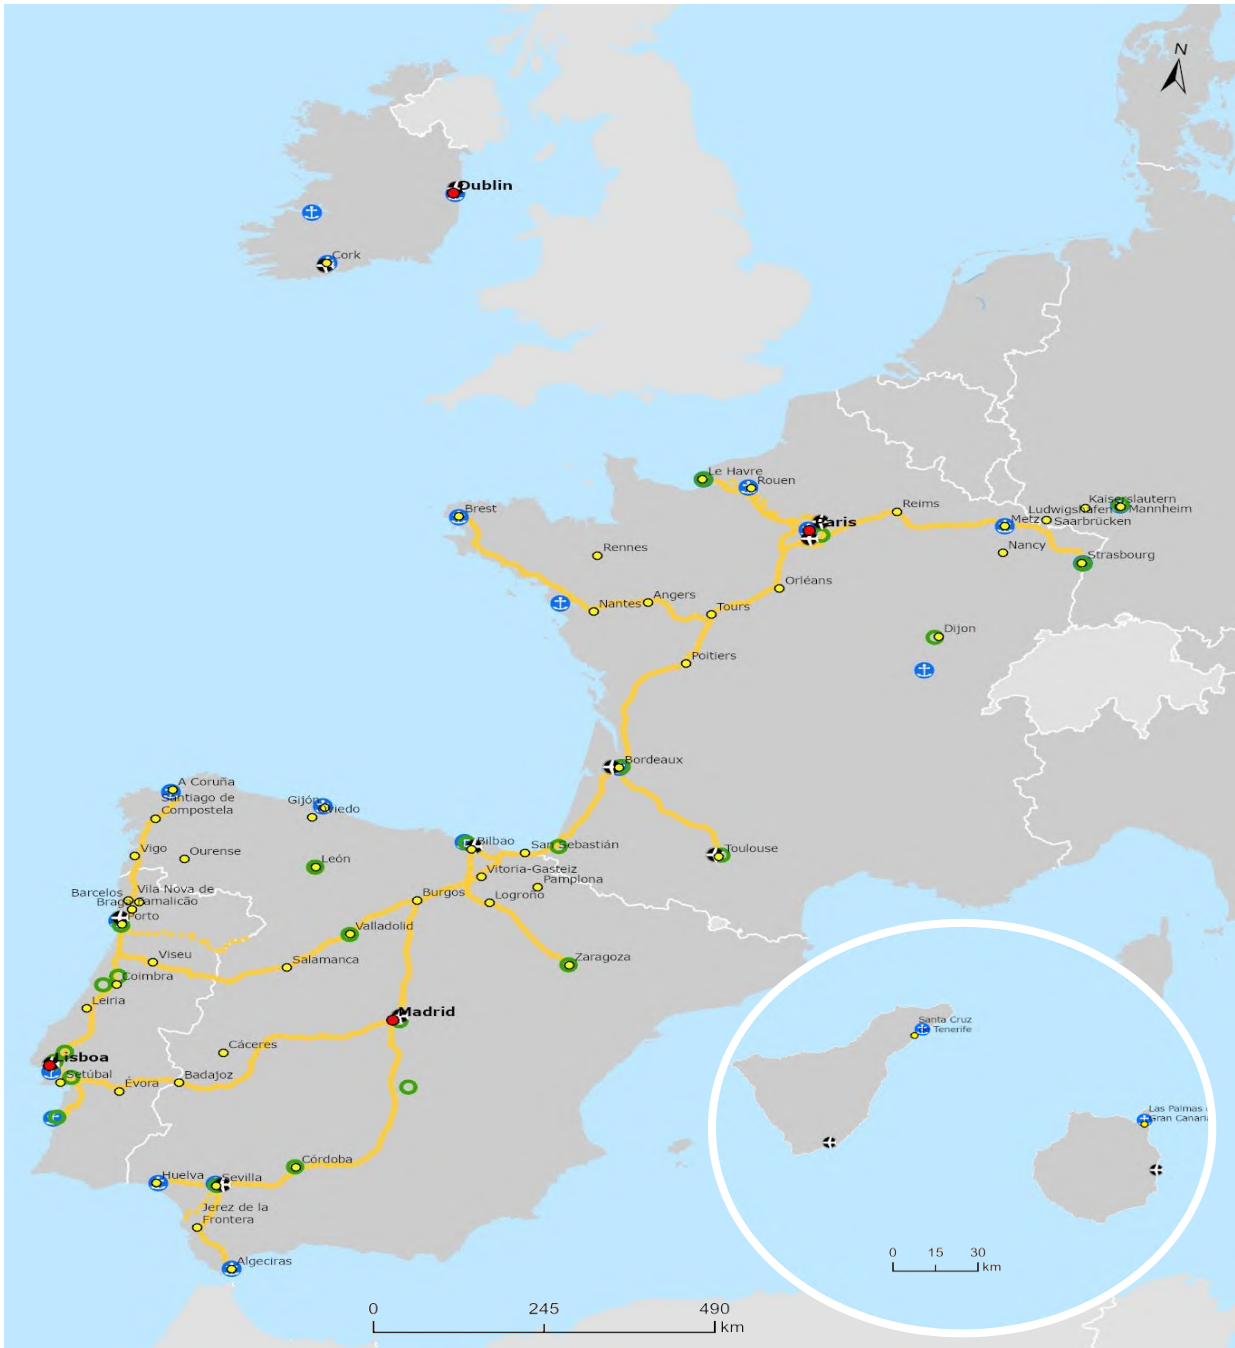 N
Dublin
Cork
Le Havre
Rouen
Brest
Reims
Kaiserslautern
Ludwigshafen
Mannheim
Paris
Metz
Saarbrücken
Rennes
Nancy
Strasbourg
Orléans
Angers
Nantes
Tours
Dijon
Poitiers
Bordeaux
A Coruña
Santiago de
Compostela
Gijón
Oviedo
Bilbao
San Sebastián
Toulouse
Vigo
Ourense
León
Vitoria-Gasteiz
Pamplona
Barcelos
Vila Nova de
Famalicão
Braga
Burgos
Logroño
Porto
Valladolid
Viseu
Salamanca
Zaragoza
Coimbra
Leiria
Madrid
Santa Cruz
Tenerife
Lisboa
Cáceres
Setúbal
Évora
Badajoz
Las Palmas
Gran Canaria
Córdoba
Huelva
Sevilla
Jerez de la
Frontera
Algeciras
0 15 30
km
0 245 490
km